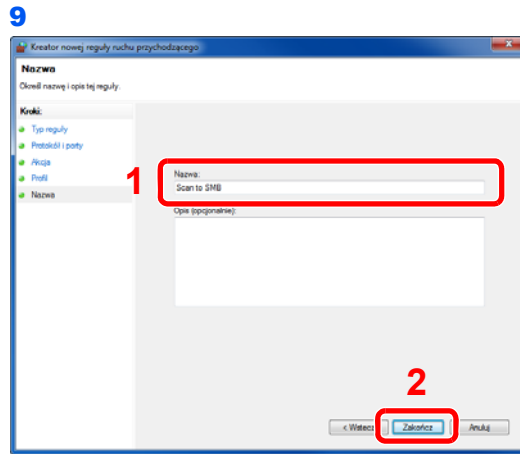 9
Kreator nowej reguły ruchu przychodzącego
Nazwa
Określ nazwę i opis tej reguły.
Kroki:
Typ reguły
Protokół i porty
Akcja
Profil
Nazwa
1
Nazwa:
Scan to SMB
Opis (opcjonalnie):
2
< Wstecz
Zakończ
Anuluj